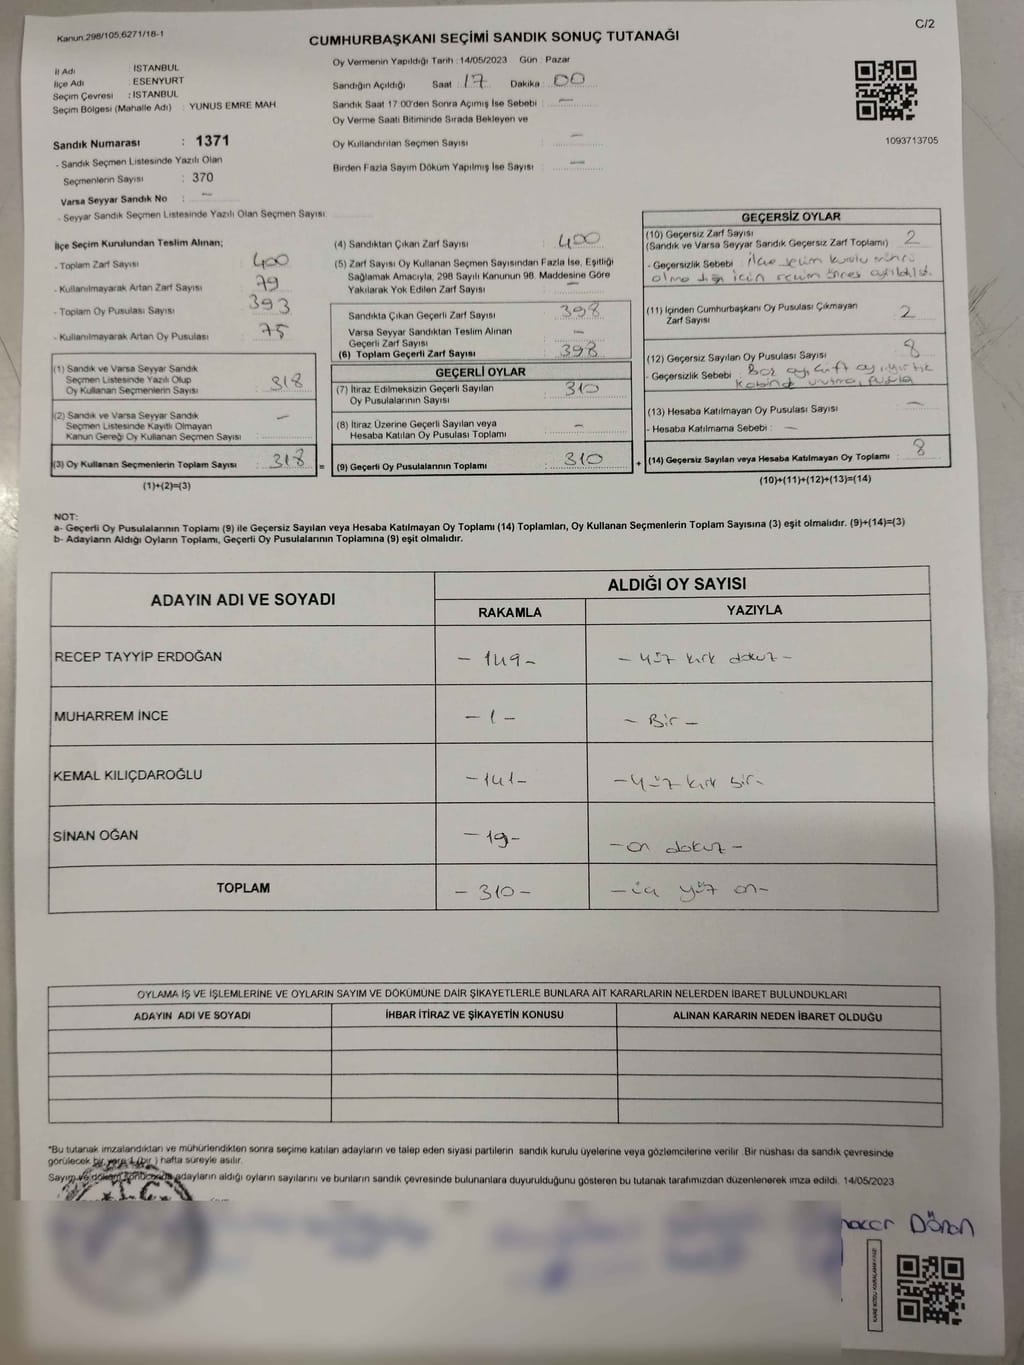 Kanun 298/105,6271/18-1
C/2
CUMHURBAŞKANI SEÇİMİ SANDIK SONUÇ TUTANAĞI
İl Adı İSTANBUL
İlçe Adı ESENYURT
Seçim Çevresi : İSTANBUL
Seçim Bölgesi (Mahalle Adı) : YUNUS EMRE MAH
Sandık Numarası : 1371
- Sandık Seçmen Listesinde Yazılı Olan
Seçmenlerin Sayısı : 370
Varsa Seyyar Sandık No : —
- Seyyar Sandık Seçmen Listesinde Yazılı Olan Seçmen Sayısı:
Oy Vermenin Yapıldığı Tarih : 14/05/2023 Gün : Pazar
Sandığın Açıldığı Saat : 17 Dakika : 00
Sandık Saat 17:00'den Sonra Açılmış İse Sebebi : —
Oy Verme Saati Bitiminde Sırada Bekleyen ve
Oy Kullandırılan Seçmen Sayısı : —
Birden Fazla Sayım Döküm Yapılmış İse Sayısı : —
1093713705
İlçe Seçim Kurulundan Teslim Alınan;
- Toplam Zarf Sayısı : 400
- Kullanılmayarak Artan Zarf Sayısı : 79
- Toplam Oy Pusulası Sayısı : 393
- Kullanılmayarak Artan Oy Pusulası : 75
(1) Sandık ve Varsa Seyyar Sandık
Seçmen Listesinde Yazılı Olup
Oy Kullanan Seçmenlerin Sayısı : 318
(2) Sandık ve Varsa Seyyar Sandık
Seçmen Listesinde Kayıtlı Olmayan
Kanun Gereği Oy Kullanan Seçmen Sayısı : —
(3) Oy Kullanan Seçmenlerin Toplam Sayısı : 318 =
(1)+(2)=(3)
(4) Sandıktan Çıkan Zarf Sayısı : 400
(5) Zarf Sayısı Oy Kullanan Seçmen Sayısından Fazla İse, Eşitliği
Sağlamak Amacıyla, 298 Sayılı Kanunun 98. Maddesine Göre
Yakılarak Yok Edilen Zarf Sayısı : —
Sandıkta Çıkan Geçerli Zarf Sayısı : 398
Varsa Seyyar Sandıktan Teslim Alınan
Geçerli Zarf Sayısı : —
(6) Toplam Geçerli Zarf Sayısı : 398
GEÇERLİ OYLAR
(7) İtiraz Edilmeksizin Geçerli Sayılan
Oy Pusulalarının Sayısı : 310
(8) İtiraz Üzerine Geçerli Sayılan veya
Hesaba Katılan Oy Pusulası Toplamı : —
(9) Geçerli Oy Pusulalarının Toplamı : 310 +
GEÇERSİZ OYLAR
(10) Geçersiz Zarf Sayısı
(Sandık ve Varsa Seyyar Sandık Geçersiz Zarf Toplamı) : 2
- Geçersizlik Sebebi : ilçe seçim kurulu mührü
olmadığı için
(11) İçinden Cumhurbaşkanı Oy Pusulası Çıkmayan
Zarf Sayısı : 2
(12) Geçersiz Sayılan Oy Pusulası Sayısı : 8
- Geçersizlik Sebebi : Boş oy, çift oy,
(13) Hesaba Katılmayan Oy Pusulası Sayısı : —
- Hesaba Katılmama Sebebi : —
(14) Geçersiz Sayılan veya Hesaba Katılmayan Oy Toplamı : 8
(10)+(11)+(12)+(13)=(14)
NOT:
a- Geçerli Oy Pusulalarının Toplamı (9) ile Geçersiz Sayılan veya Hesaba Katılmayan Oy Toplamı (14) Toplamları, Oy Kullanan Seçmenlerin Toplam Sayısına (3) eşit olmalıdır. (9)+(14)=(3)
b- Adayların Aldığı Oyların Toplamı, Geçerli Oy Pusulalarının Toplamına (9) eşit olmalıdır.
ADAYIN ADI VE SOYADI
ALDIĞI OY SAYISI
RAKAMLA YAZIYLA
RECEP TAYYİP ERDOĞAN - 149 - - yüz kırk dokuz -
MUHARREM İNCE - 1 - - Bir -
KEMAL KILIÇDAROĞLU - 141 - - yüz kırk bir -
SİNAN OĞAN - 19 - - on dokuz -
TOPLAM - 310 - - üç yüz on -
OYLAMA İŞ VE İŞLEMLERİNE VE OYLARIN SAYIM VE DÖKÜMÜNE DAİR ŞİKAYETLERLE BUNLARA AİT KARARLARIN NELERDEN İBARET BULUNDUKLARI
ADAYIN ADI VE SOYADI İHBAR İTİRAZ VE ŞİKAYETİN KONUSU ALINAN KARARIN NEDEN İBARET OLDUĞU
*Bu tutanak imzalandıktan ve mühürlendikten sonra seçime katılan adayların ve talep eden siyasi partilerin sandık kurulu üyelerine veya gözlemcilerine verilir. Bir nüshası da sandık çevresinde
görülecek bir yere 1 (bir) hafta süreyle asılır.
Sayım ve döküm sonucunda adayların aldığı oyların sayılarını ve bunların sandık çevresinde bulunanlara duyurulduğunu gösteren bu tutanak tarafımızdan düzenlenerek imza edildi. 14/05/2023
T.C.
Dönan